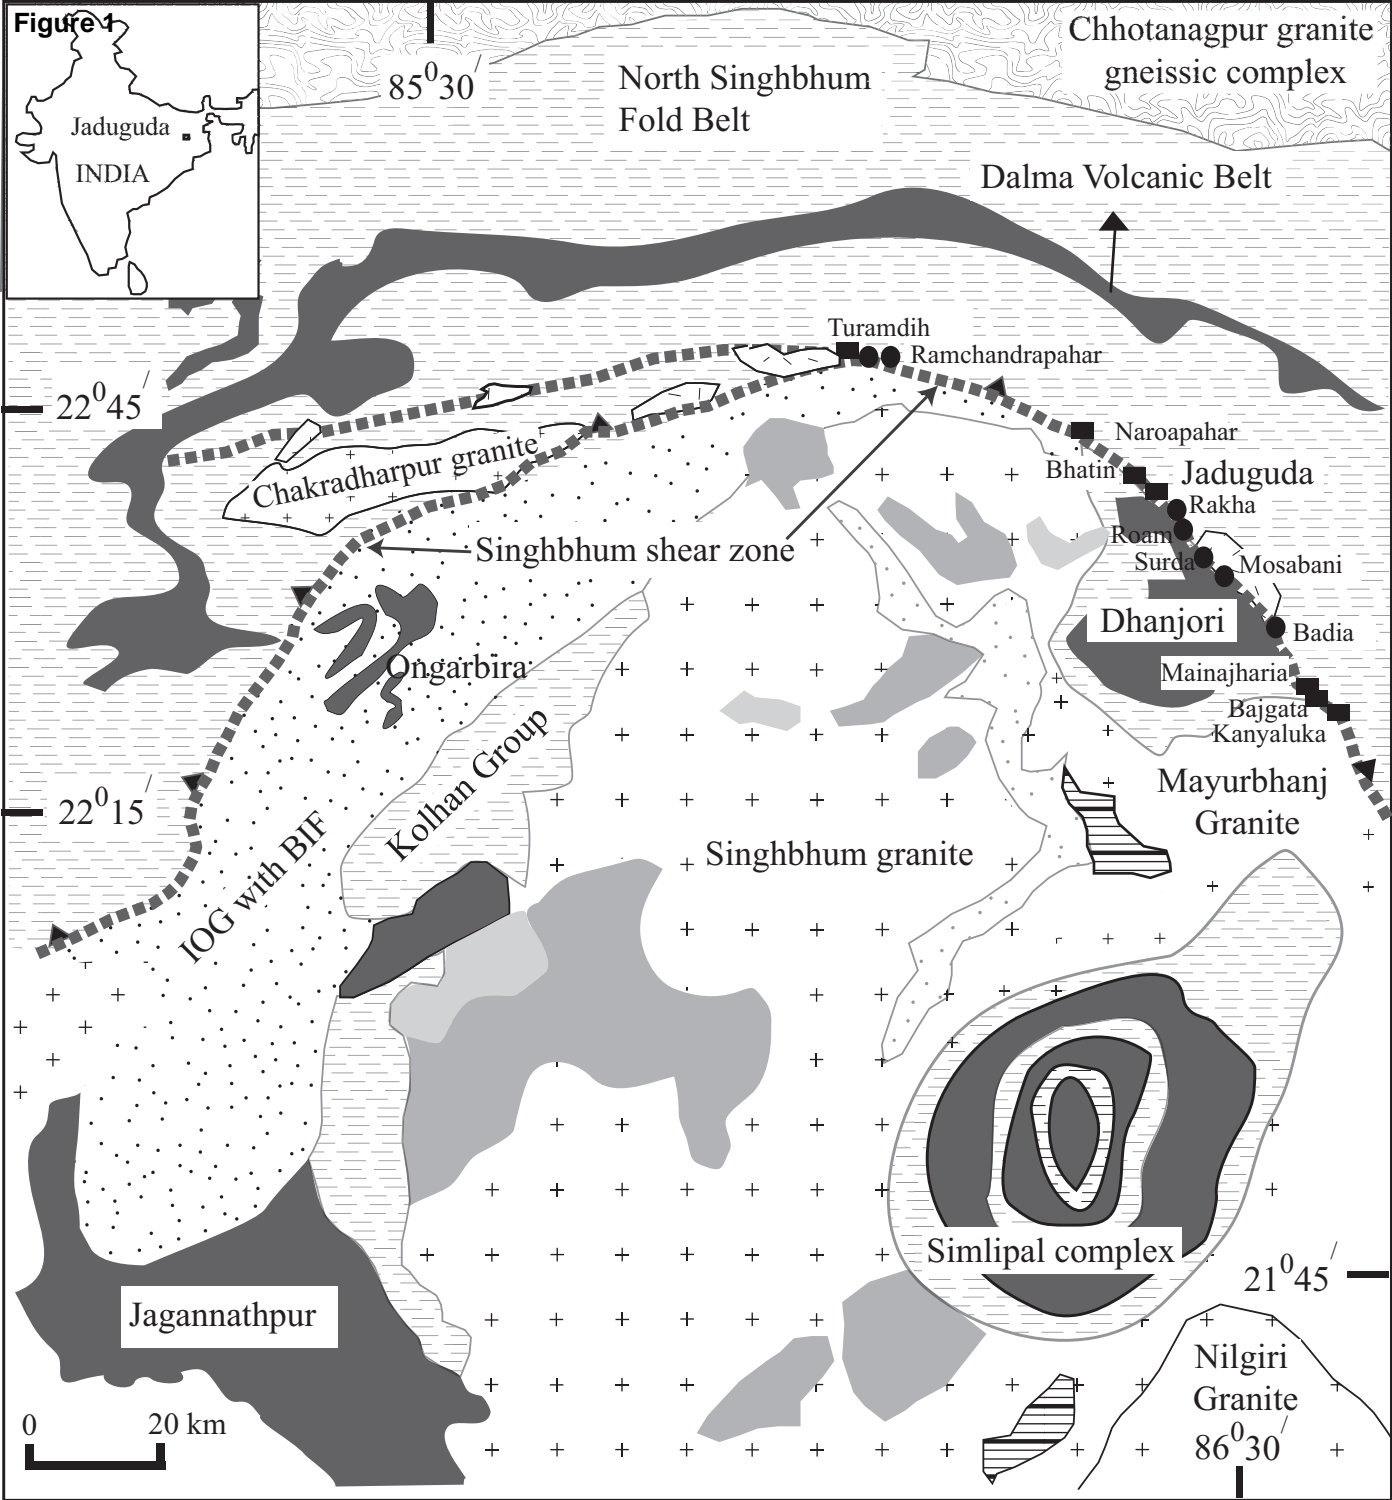 Figure 1
Jaduguda
INDIA
85⁰30′
North Singhbhum
Fold Belt
Chhotanagpur granite
gneissic complex
Dalma Volcanic Belt
22⁰45′
Turamdih
Ramchandrapahar
Naroapahar
Bhatin
Jaduguda
Rakha
Roam
Surda
Mosabani
Chakradharpur granite
Singhbhum shear zone
Dhanjori
Badia
Mainajharia
Bajgata
Kanyaluka
Ongarbira
Kolhan Group
22⁰15′
IOG with BIF
Singhbhum granite
Mayurbhanj
Granite
Simlipal complex
21⁰45′
Jagannathpur
Nilgiri
Granite
86⁰30′
0 20 km